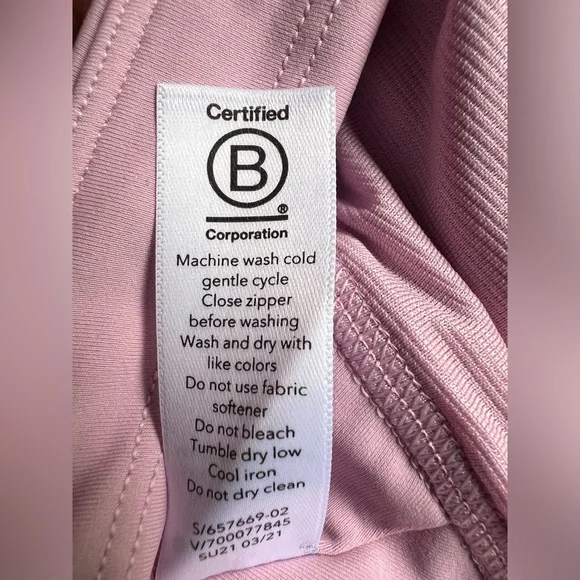 Certified
B
®
Corporation
Machine wash cold
gentle cycle
Close zipper
before washing
Wash and dry with
like colors
Do not use fabric
softener
Do not bleach
Tumble dry low
Cool iron
Do not dry clean
S/657669-02
V/700077845
SU21 03/21